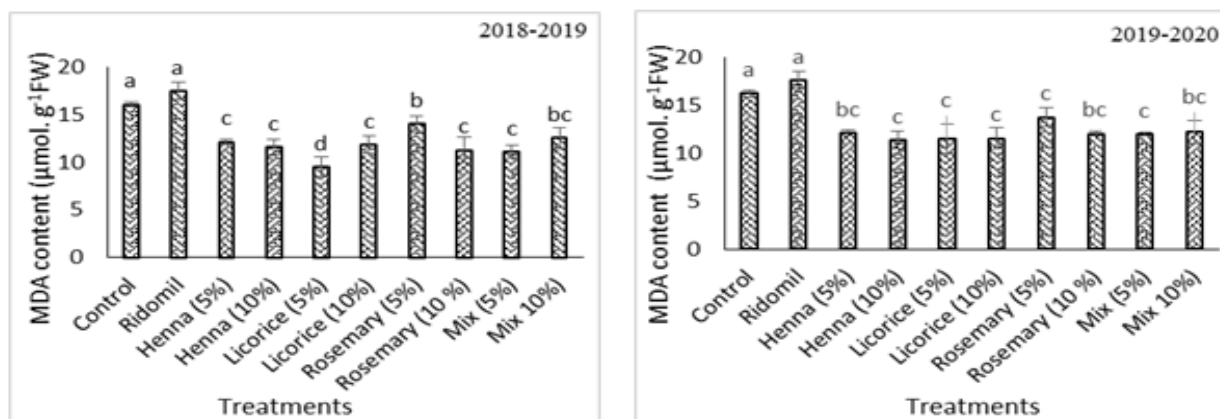 2018-2019
MDA content (µmol. g-1FW)
20
15
10
5
0
a
a
c
c
d
c
b
c
c
bc
Control
Ridomil
Henna (5%)
Henna (10%)
Licorice (5%)
Licorice (10%)
Rosemary (5%)
Rosemary (10 %)
Mix (5%)
Mix 10%)
Treatments
2019-2020
MDA content (µmol. g-1FW)
20
15
10
5
0
a
a
bc
c
c
c
c
bc
c
bc
Control
Ridomil
Henna (5%)
Henna (10%)
Licorice (5%)
Licorice (10%)
Rosemary (5%)
Rosemary (10 %)
Mix (5%)
Mix 10%)
Treatments